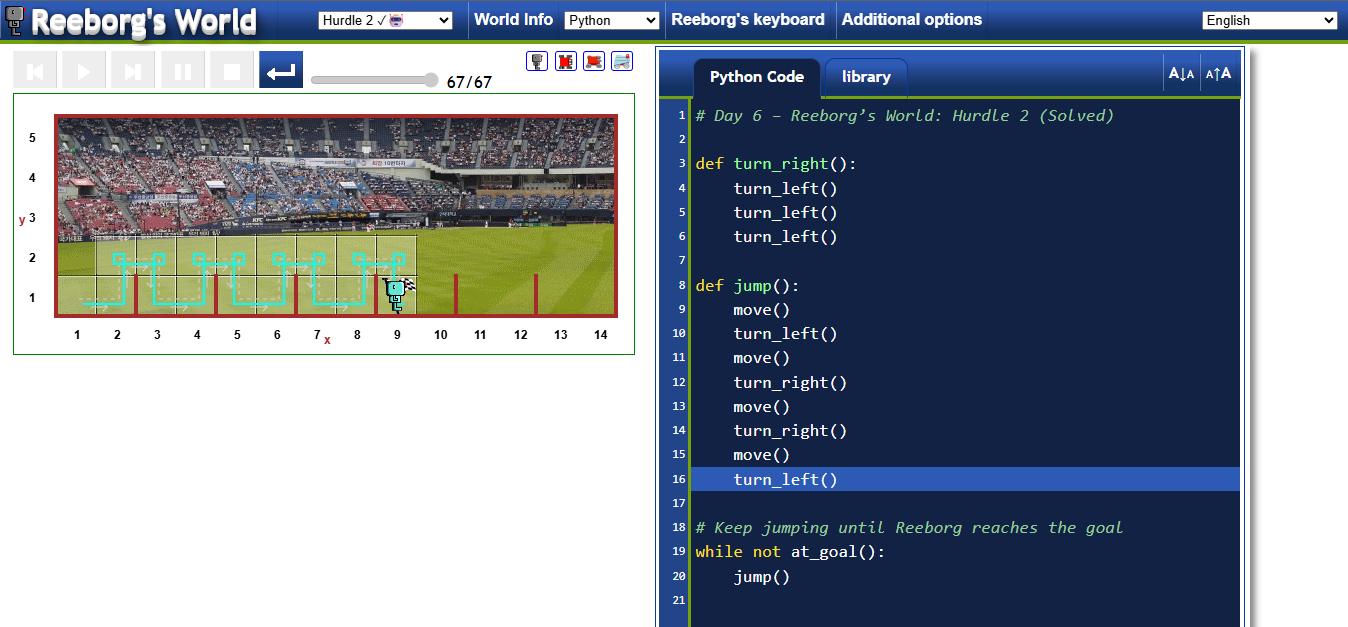 Reeborg's World
Hurdle 2 ✓
World Info
Python
Reeborg's keyboard
Additional options
English
67/67
Python Code
library
A↓A
A↑A
5
4
y 3
2
1
1 2 3 4 5 6 7 x 8 9 10 11 12 13 14
1 # Day 6 – Reeborg’s World: Hurdle 2 (Solved)
2
3 def turn_right():
4     turn_left()
5     turn_left()
6     turn_left()
7
8 def jump():
9     move()
10     turn_left()
11     move()
12     turn_right()
13     move()
14     turn_right()
15     move()
16     turn_left()
17
18 # Keep jumping until Reeborg reaches the goal
19 while not at_goal():
20     jump()
21